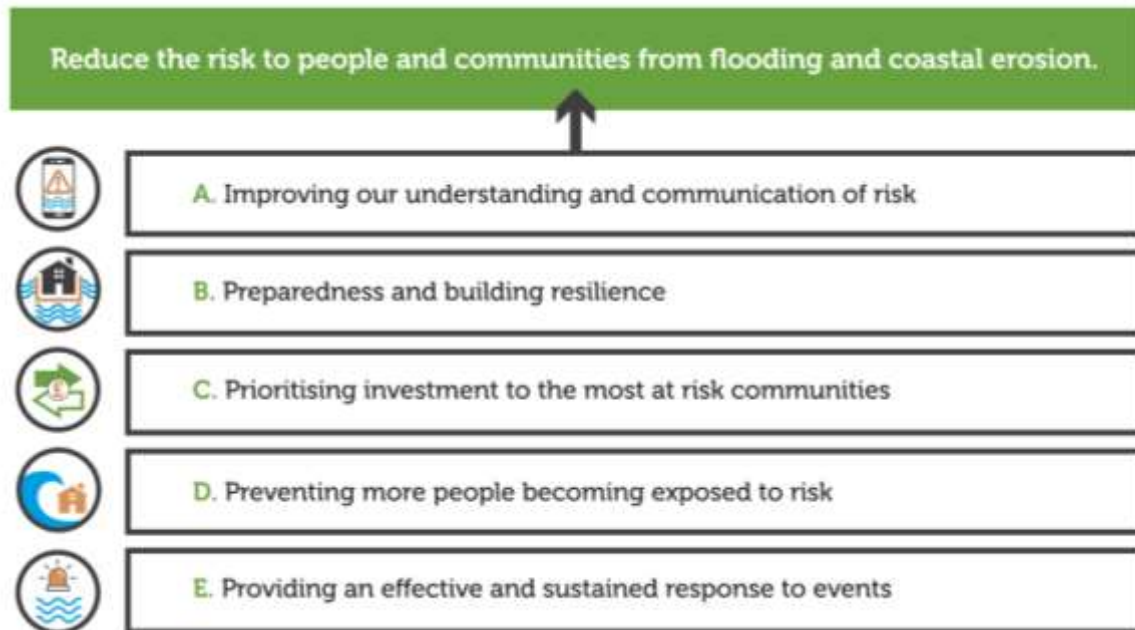 Reduce the risk to people and communities from flooding and coastal erosion.
A. Improving our understanding and communication of risk
B. Preparedness and building resilience
£
C. Prioritising investment to the most at risk communities
D. Preventing more people becoming exposed to risk
E. Providing an effective and sustained response to events